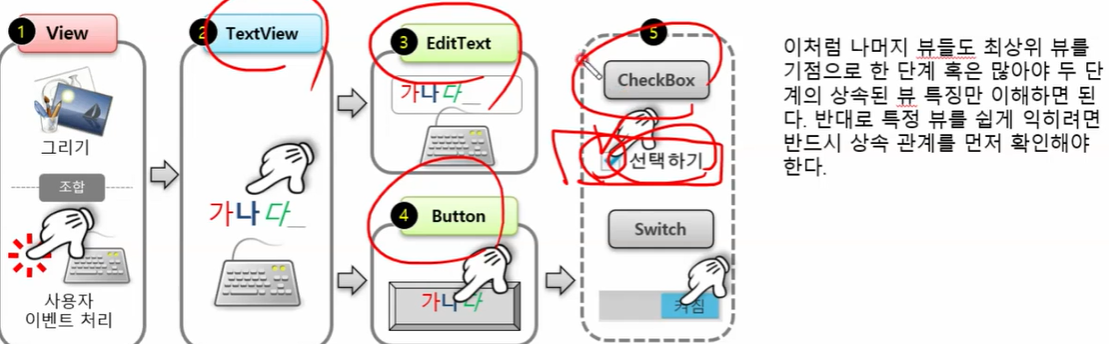 1 View
그리기
조합
사용자
이벤트 처리
2 TextView
가나다_
3 EditText
가나다_
4 Button
가나다
5
CheckBox
선택하기
Switch
켜짐
이처럼 나머지 뷰들도 최상위 뷰를
기점으로 한 단계 혹은 많아야 두 단
계의 상속된 뷰 특징만 이해하면 된
다. 반대로 특정 뷰를 쉽게 익히려면
반드시 상속 관계를 먼저 확인해야
한다.